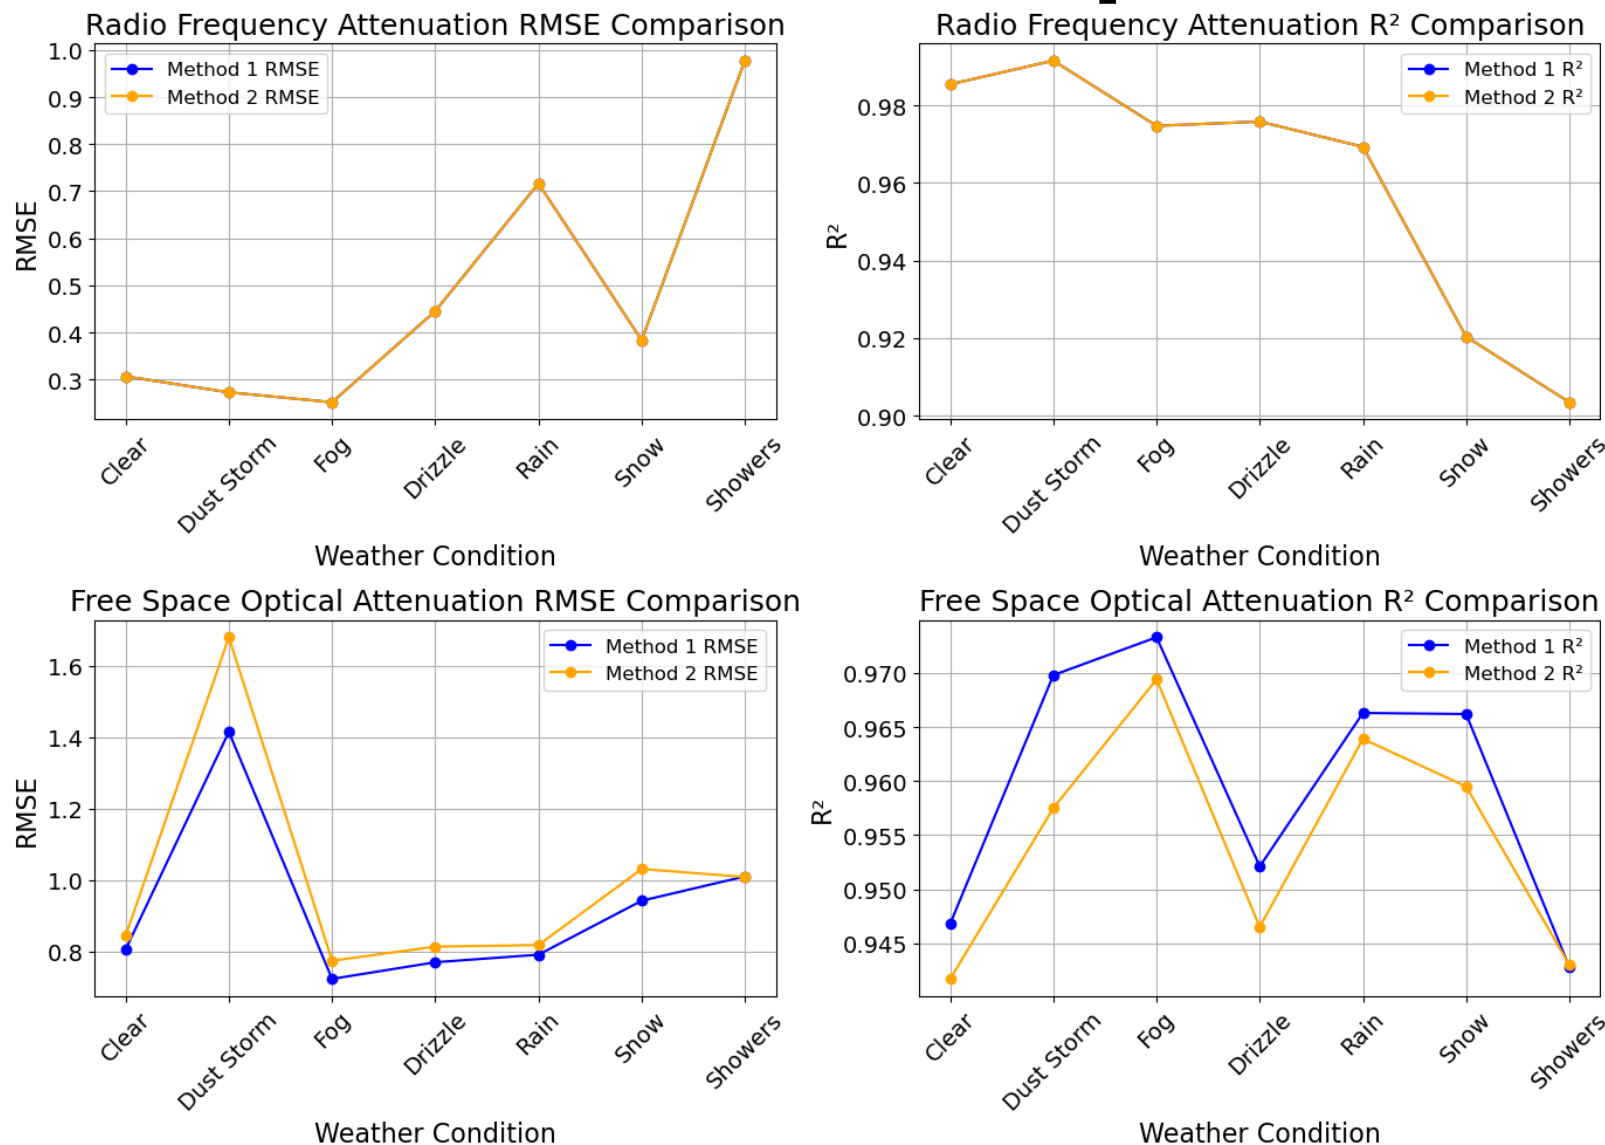 Radio Frequency Attenuation RMSE Comparison
Method 1 RMSE
Method 2 RMSE
1.0
0.9
0.8
0.7
0.6
0.5
0.4
0.3
RMSE
Clear
Dust Storm
Fog
Drizzle
Rain
Snow
Showers
Weather Condition
Radio Frequency Attenuation R² Comparison
Method 1 R²
Method 2 R²
0.98
0.96
0.94
0.92
0.90
R²
Clear
Dust Storm
Fog
Drizzle
Rain
Snow
Showers
Weather Condition
Free Space Optical Attenuation RMSE Comparison
Method 1 RMSE
Method 2 RMSE
1.6
1.4
1.2
1.0
0.8
RMSE
Clear
Dust Storm
Fog
Drizzle
Rain
Snow
Showers
Weather Condition
Free Space Optical Attenuation R² Comparison
Method 1 R²
Method 2 R²
0.970
0.965
0.960
0.955
0.950
0.945
R²
Clear
Dust Storm
Fog
Drizzle
Rain
Snow
Showers
Weather Condition